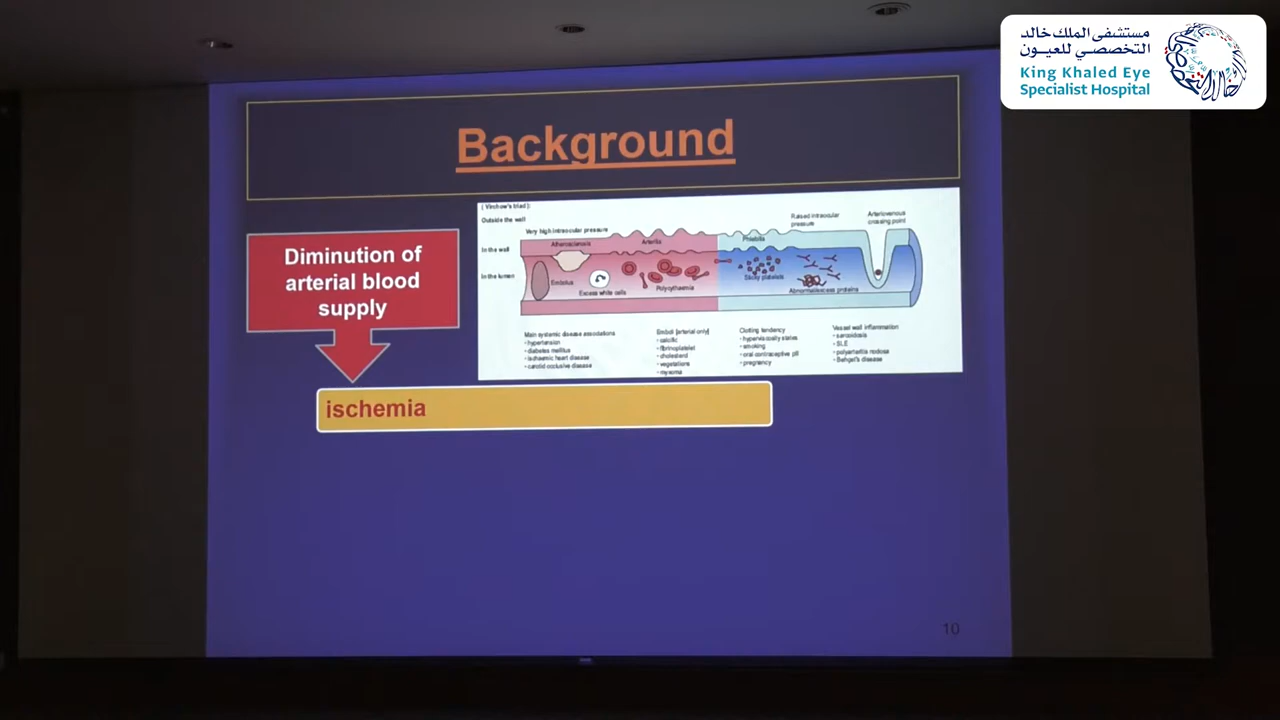 مستشفى الملك خالد
التخصصي للعيون
King Khaled Eye
Specialist Hospital
Background
Diminution of
arterial blood
supply
ischemia
( Virchow's triad ):
Outside the wall
Very high intraocular pressure
Raised intraocular
pressure
Arteriovenous
crossing point
In the wall
Atherosclerosis
Arteritis
Phlebitis
In the lumen
Embolus
Excess white cells
Polycythaemia
Sticky platelets
Abnormal/excess proteins
Main systemic disease associations
• hypertension
• diabetes mellitus
• ischaemic heart disease
• carotid occlusive disease
Emboli [arterial only]
• calcific
• fibrinoplatelet
• cholesterol
• vegetations
• myxoma
Clotting tendency
• hyperviscosity states
• smoking
• oral contraceptive pill
• pregnancy
Vessel wall inflammation
• sarcoidosis
• SLE
• polyarteritis nodosa
• Behçet's disease
10